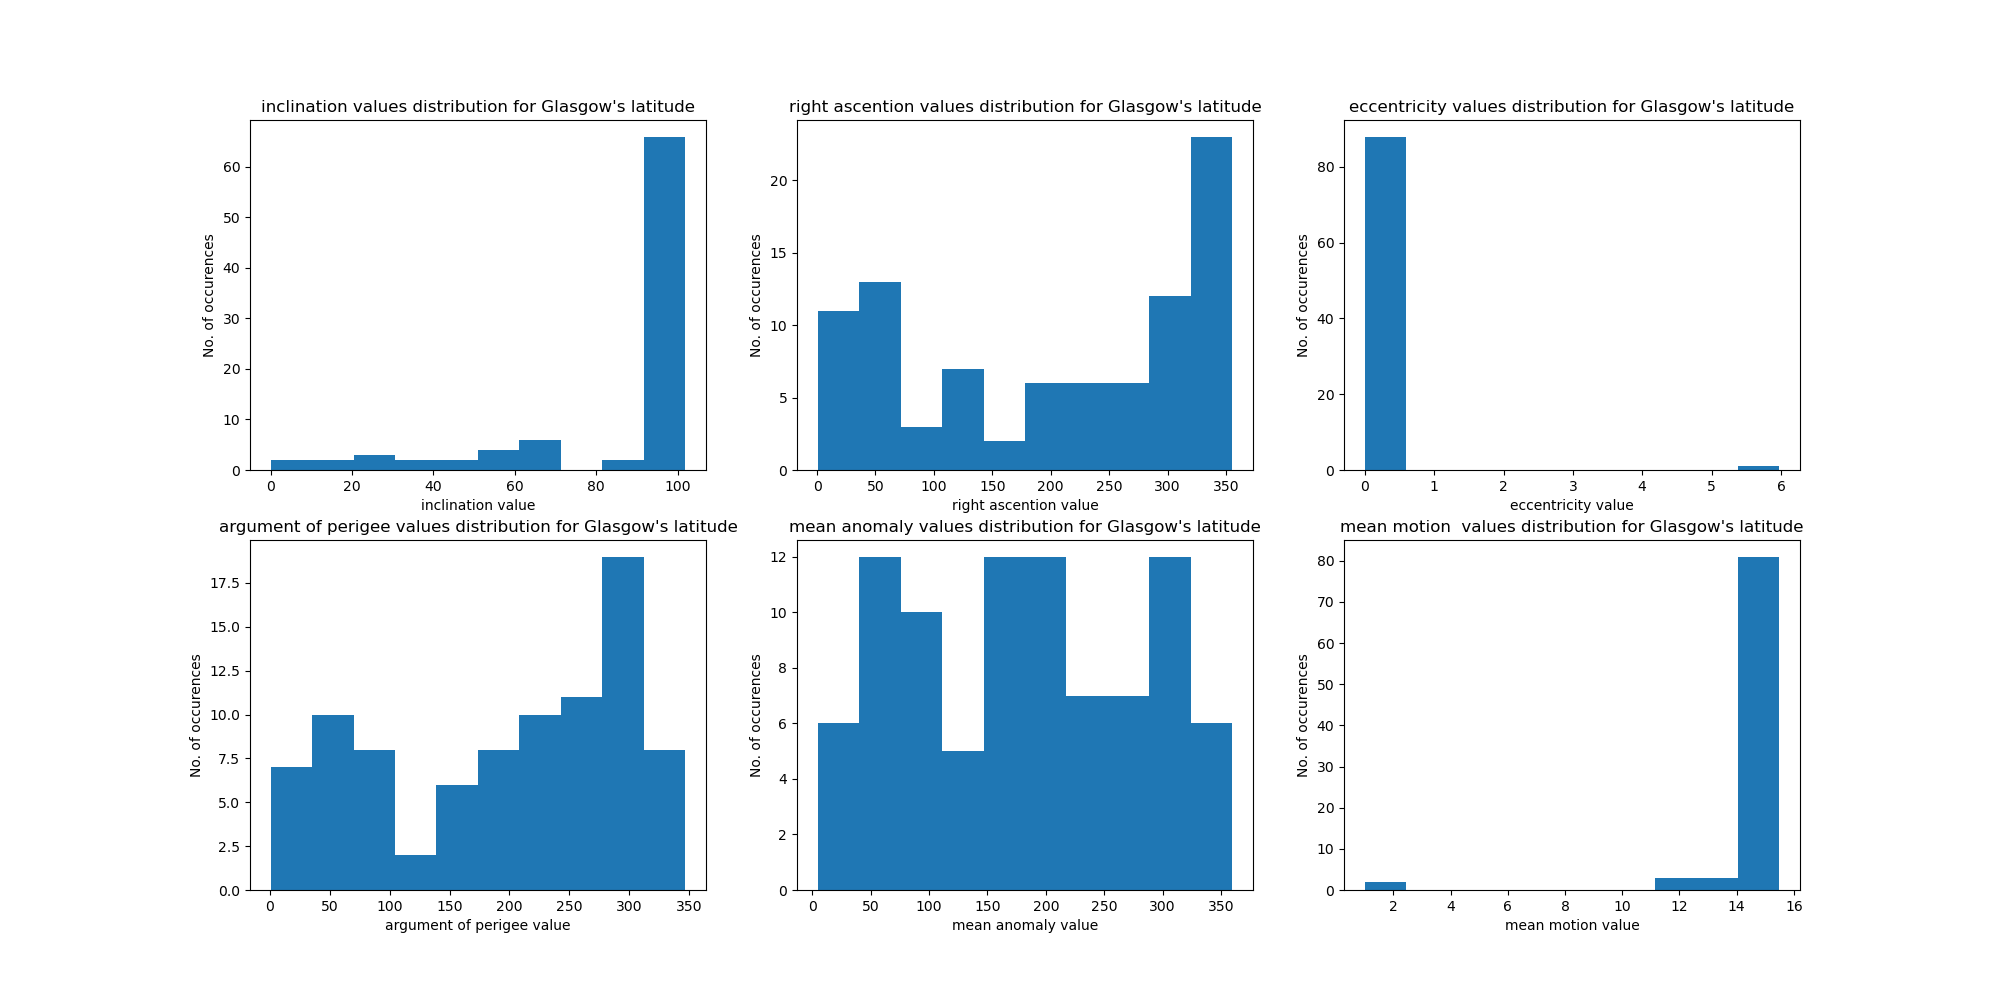 inclination values distribution for Glasgow's latitude
No. of occurences
60
50
40
30
20
10
0
0 20 40 60 80 100
inclination value
right ascention values distribution for Glasgow's latitude
No. of occurences
20
15
10
5
0
0 50 100 150 200 250 300 350
right ascention value
eccentricity values distribution for Glasgow's latitude
No. of occurences
80
60
40
20
0
0 1 2 3 4 5 6
eccentricity value
argument of perigee values distribution for Glasgow's latitude
No. of occurences
17.5
15.0
12.5
10.0
7.5
5.0
2.5
0.0
0 50 100 150 200 250 300 350
argument of perigee value
mean anomaly values distribution for Glasgow's latitude
No. of occurences
12
10
8
6
4
2
0
0 50 100 150 200 250 300 350
mean anomaly value
mean motion  values distribution for Glasgow's latitude
No. of occurences
80
70
60
50
40
30
20
10
0
2 4 6 8 10 12 14 16
mean motion value